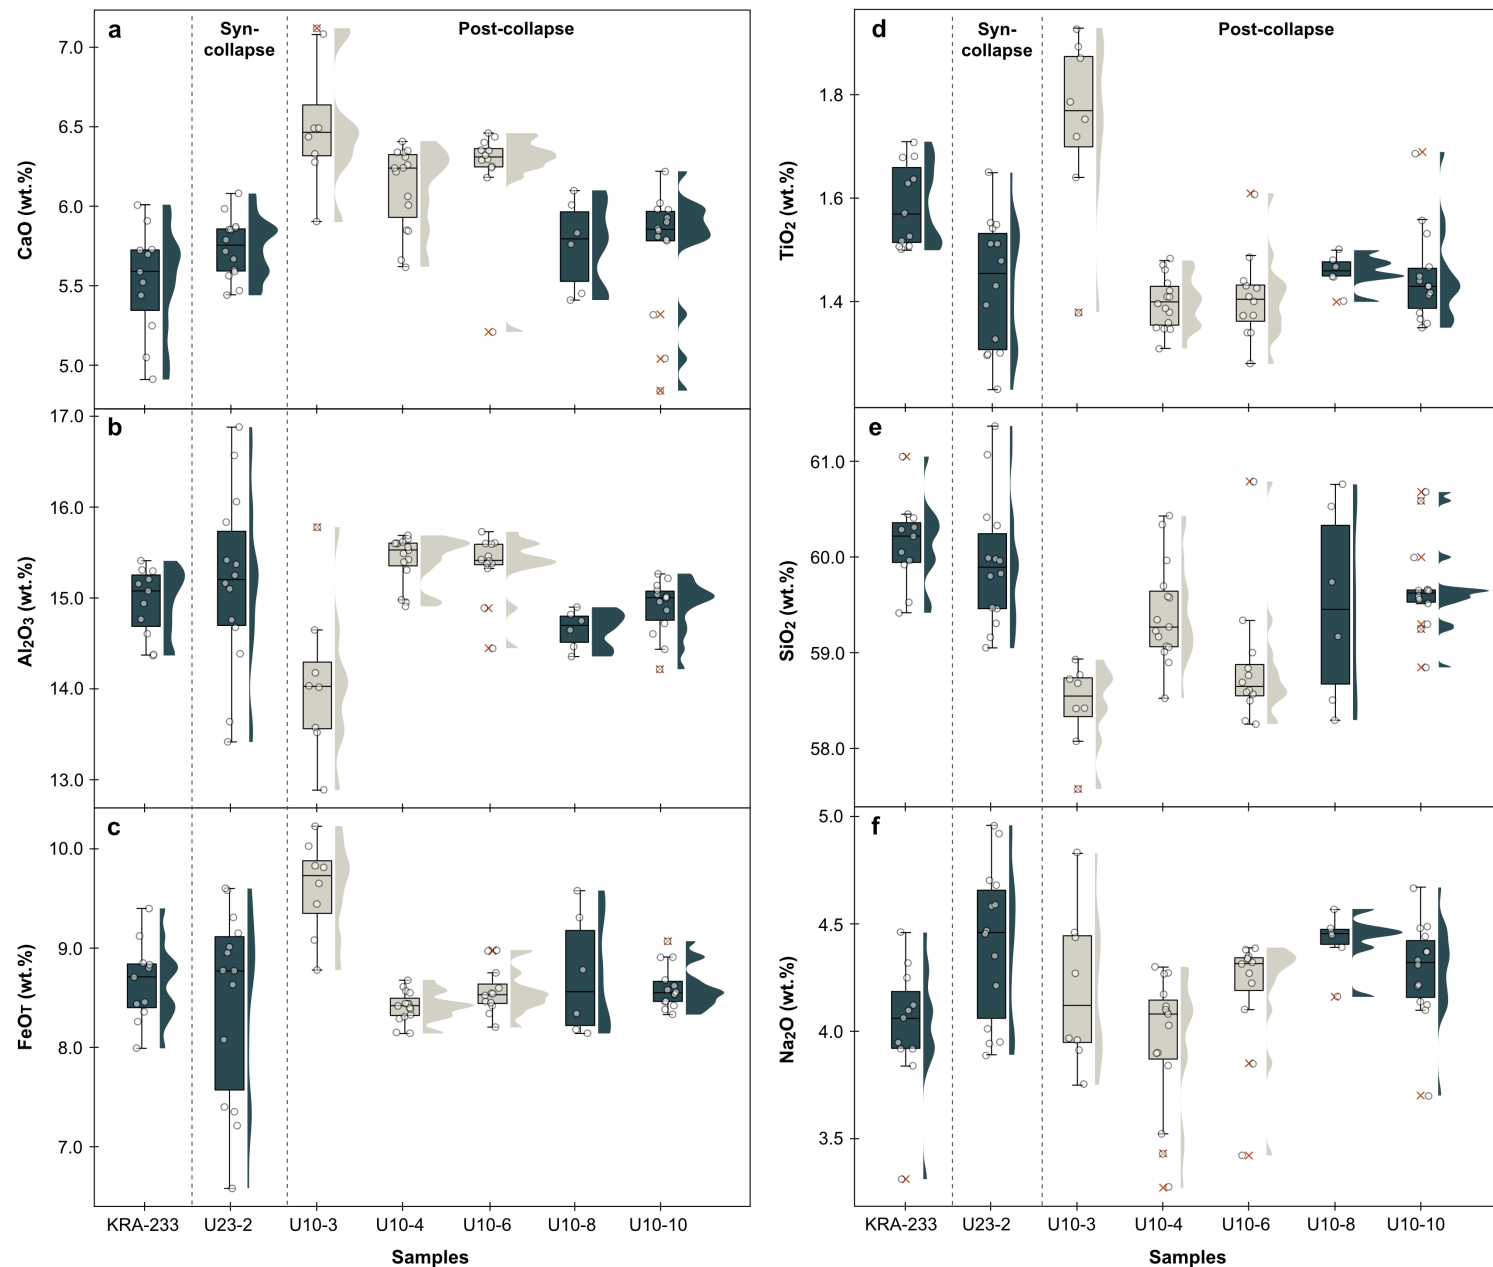 a
Syn-
collapse
Post-collapse
7.0
6.5
6.0
5.5
5.0
CaO (wt.%)
b
17.0
16.0
15.0
14.0
13.0
Al2O3 (wt.%)
c
10.0
9.0
8.0
7.0
FeOT (wt.%)
KRA-233 U23-2 U10-3 U10-4 U10-6 U10-8 U10-10
Samples
d
Syn-
collapse
Post-collapse
1.8
1.6
1.4
TiO2 (wt.%)
e
61.0
60.0
59.0
58.0
SiO2 (wt.%)
f
5.0
4.5
4.0
3.5
Na2O (wt.%)
KRA-233 U23-2 U10-3 U10-4 U10-6 U10-8 U10-10
Samples